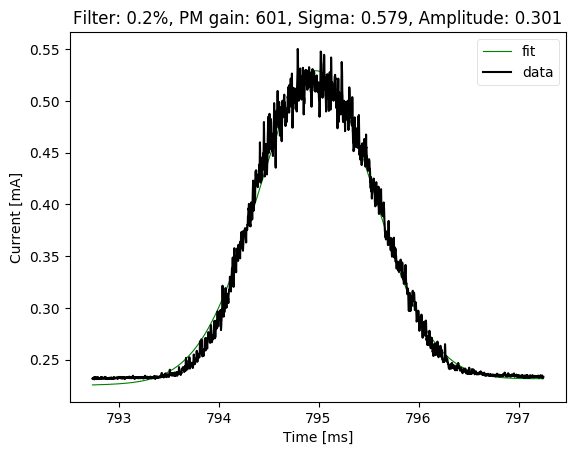 Filter: 0.2%, PM gain: 601, Sigma: 0.579, Amplitude: 0.301
fit
data
Current [mA]
0.55
0.50
0.45
0.40
0.35
0.30
0.25
793
794
795
796
797
Time [ms]